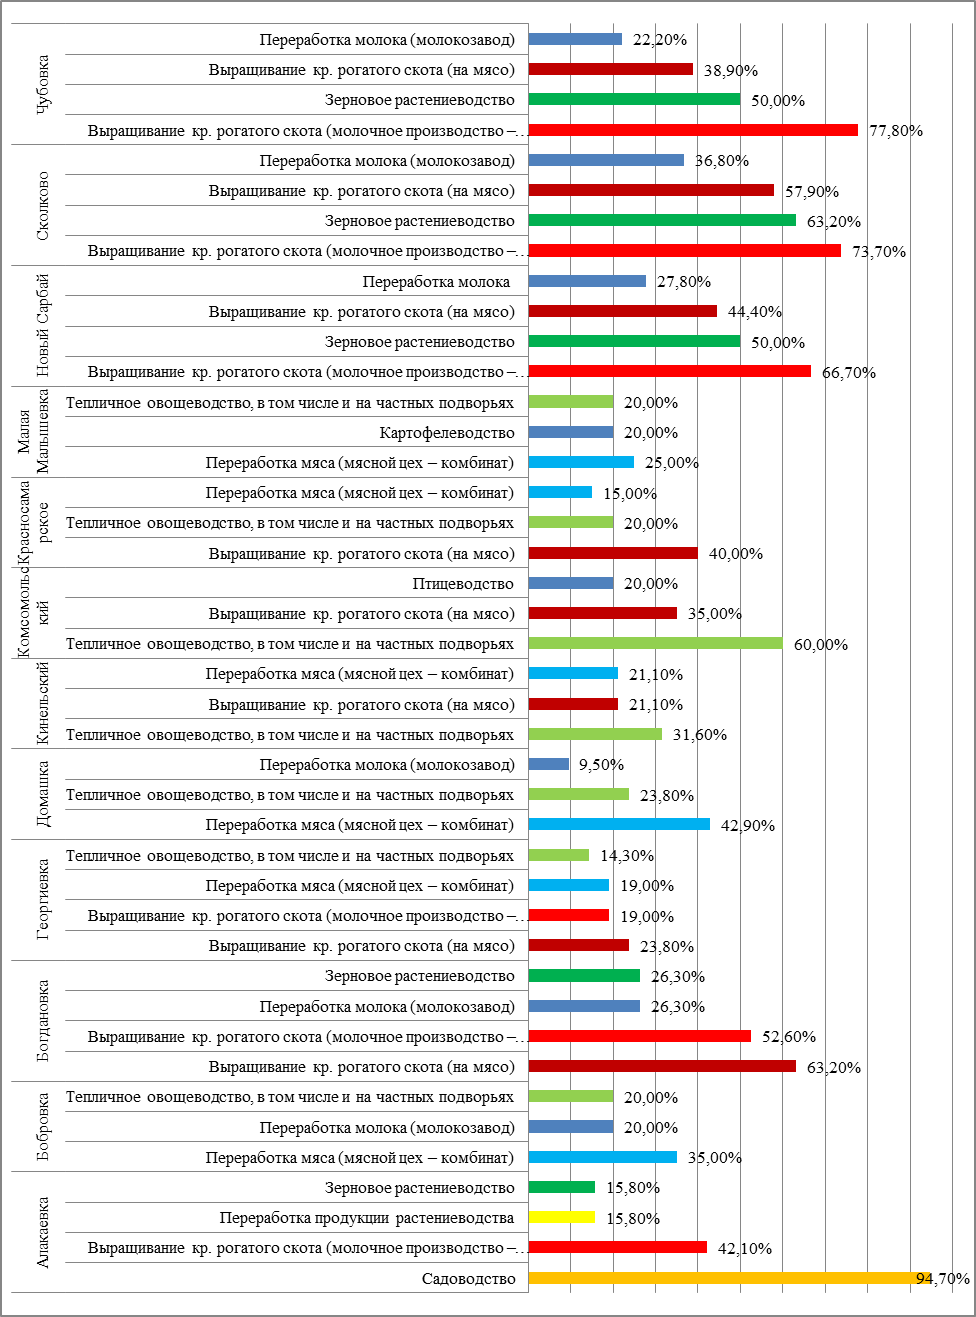 Чубовка
Переработка молока (молокозавод) 22,20%
Выращивание кр. рогатого скота (на мясо) 38,90%
Зерновое растениеводство 50,00%
Выращивание кр. рогатого скота (молочное производство –… 77,80%
Сколково
Переработка молока (молокозавод) 36,80%
Выращивание кр. рогатого скота (на мясо) 57,90%
Зерновое растениеводство 63,20%
Выращивание кр. рогатого скота (молочное производство –… 73,70%
Новый Сарбай
Переработка молока 27,80%
Выращивание кр. рогатого скота (на мясо) 44,40%
Зерновое растениеводство 50,00%
Выращивание кр. рогатого скота (молочное производство –… 66,70%
Малая
Малышевка
Тепличное овощеводство, в том числе и на частных подворьях 20,00%
Картофелеводство 20,00%
Переработка мяса (мясной цех – комбинат) 25,00%
Красносама
рское
Переработка мяса (мясной цех – комбинат) 15,00%
Тепличное овощеводство, в том числе и на частных подворьях 20,00%
Выращивание кр. рогатого скота (на мясо) 40,00%
Комсомольс
кий
Птицеводство 20,00%
Выращивание кр. рогатого скота (на мясо) 35,00%
Тепличное овощеводство, в том числе и на частных подворьях 60,00%
Кинельский
Переработка мяса (мясной цех – комбинат) 21,10%
Выращивание кр. рогатого скота (на мясо) 21,10%
Тепличное овощеводство, в том числе и на частных подворьях 31,60%
Домашка
Переработка молока (молокозавод) 9,50%
Тепличное овощеводство, в том числе и на частных подворьях 23,80%
Переработка мяса (мясной цех – комбинат) 42,90%
Георгиевка
Тепличное овощеводство, в том числе и на частных подворьях 14,30%
Переработка мяса (мясной цех – комбинат) 19,00%
Выращивание кр. рогатого скота (молочное производство –… 19,00%
Выращивание кр. рогатого скота (на мясо) 23,80%
Богдановка
Зерновое растениеводство 26,30%
Переработка молока (молокозавод) 26,30%
Выращивание кр. рогатого скота (молочное производство –… 52,60%
Выращивание кр. рогатого скота (на мясо) 63,20%
Бобровка
Тепличное овощеводство, в том числе и на частных подворьях 20,00%
Переработка молока (молокозавод) 20,00%
Переработка мяса (мясной цех – комбинат) 35,00%
Алакаевка
Зерновое растениеводство 15,80%
Переработка продукции растениеводства 15,80%
Выращивание кр. рогатого скота (молочное производство –… 42,10%
Садоводство 94,70%